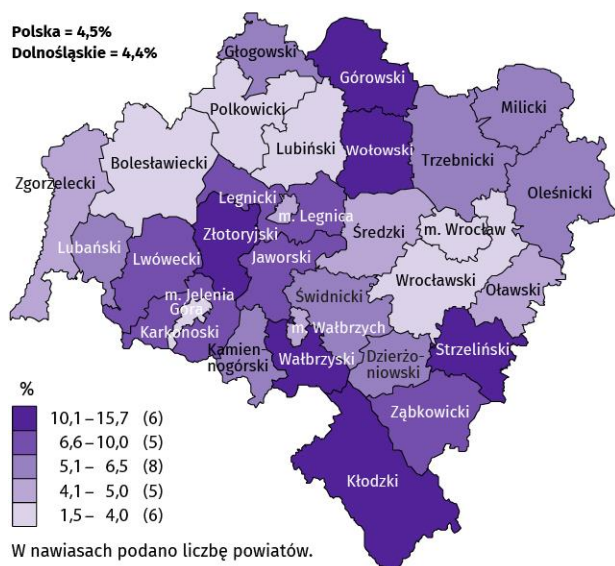 Polska = 4,5%
Dolnośląskie = 4,4%
Głogowski
Górowski
Milicki
Polkowicki
Lubiński
Wołowski
Trzebnicki
Bolesławiecki
Zgorzelecki
Oleśnicki
Legnicki
m. Legnica
Lubański
Złotoryjski
Średzki
m. Wrocław
Lwówecki
Jaworski
Wrocławski
m. Jelenia
Góra
Świdnicki
Oławski
Karkonoski
m. Wałbrzych
Kamien-
nogórski
Wałbrzyski
Dzierżo-
niowski
Strzeliński
Ząbkowicki
Kłodzki
%
10,1 – 15,7 (6)
6,6 – 10,0 (5)
5,1 – 6,5 (8)
4,1 – 5,0 (5)
1,5 – 4,0 (6)
W nawiasach podano liczbę powiatów.